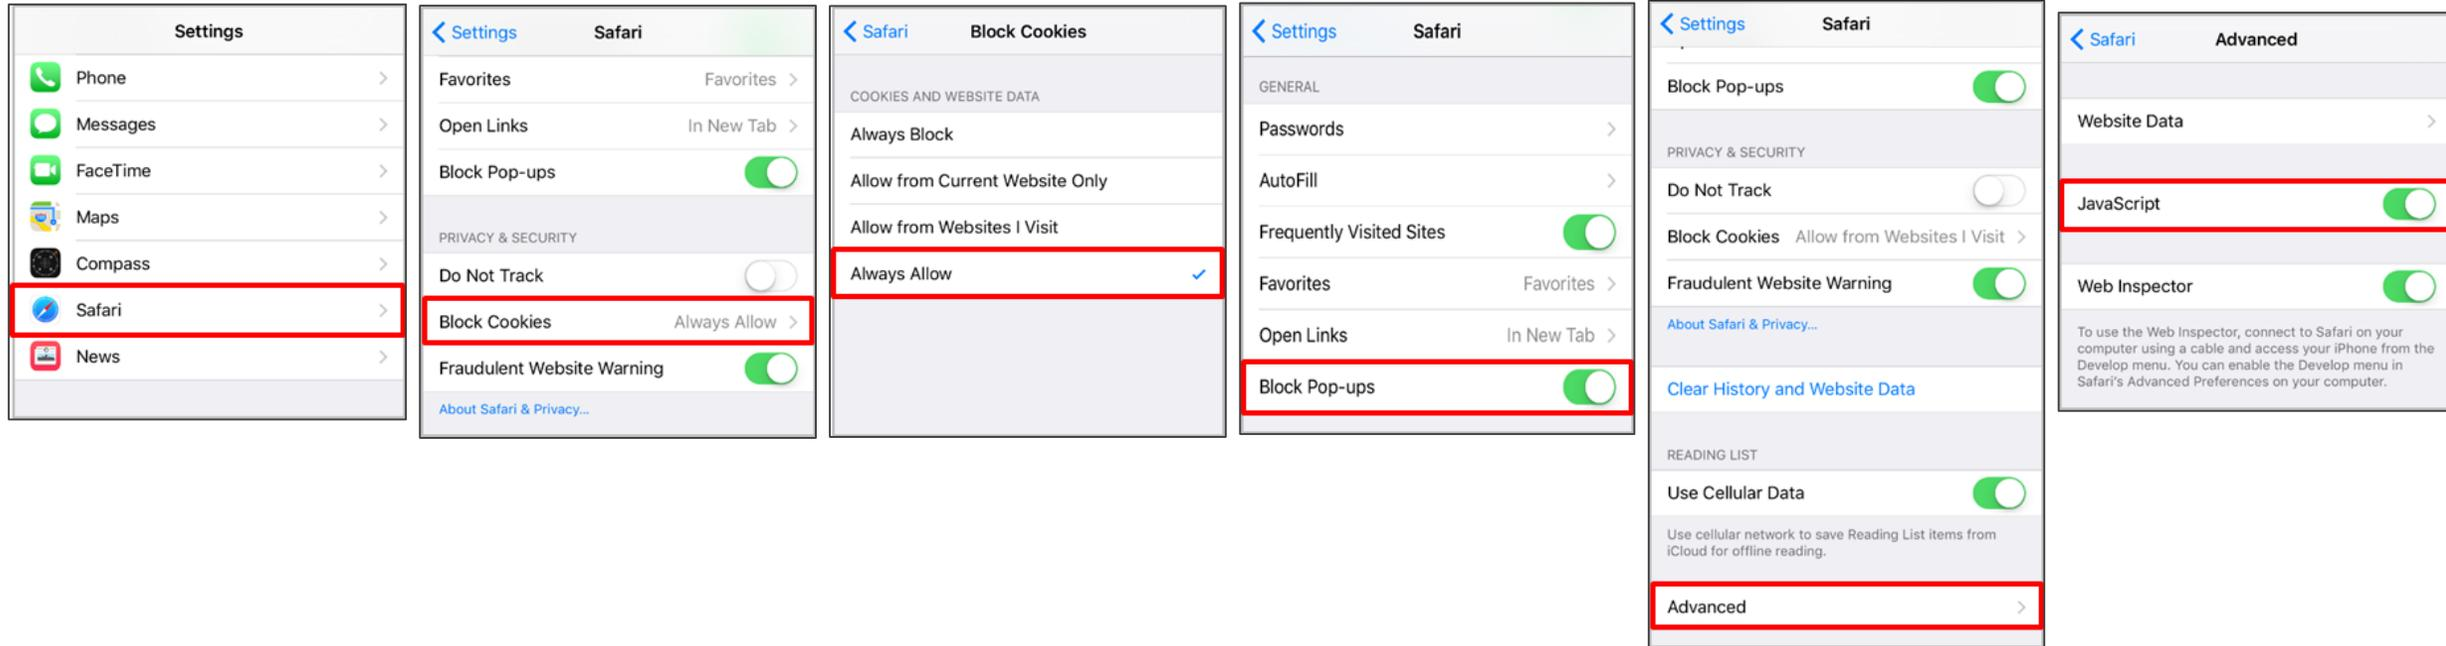 Settings
Phone
Messages
FaceTime
Maps
Compass
Safari
News
Settings
Safari
Favorites Favorites
Open Links In New Tab
Block Pop-ups
PRIVACY & SECURITY
Do Not Track
Block Cookies Always Allow
Fraudulent Website Warning
About Safari & Privacy...
Safari
Block Cookies
COOKIES AND WEBSITE DATA
Always Block
Allow from Current Website Only
Allow from Websites I Visit
Always Allow
Settings
Safari
GENERAL
Passwords
AutoFill
Frequently Visited Sites
Favorites Favorites
Open Links In New Tab
Block Pop-ups
Settings
Safari
Block Pop-ups
PRIVACY & SECURITY
Do Not Track
Block Cookies Allow from Websites I Visit
Fraudulent Website Warning
About Safari & Privacy...
Clear History and Website Data
READING LIST
Use Cellular Data
Use cellular network to save Reading List items from
iCloud for offline reading.
Advanced
Safari
Advanced
Website Data
JavaScript
Web Inspector
To use the Web Inspector, connect to Safari on your
computer using a cable and access your iPhone from the
Develop menu. You can enable the Develop menu in
Safari's Advanced Preferences on your computer.